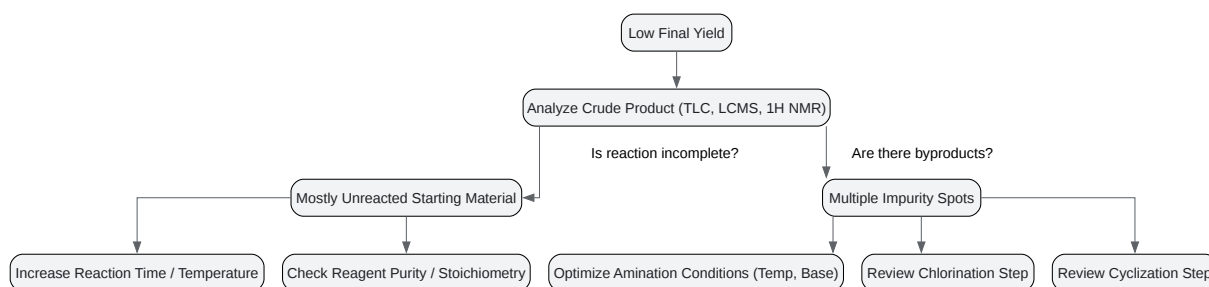 Low Final Yield
Analyze Crude Product (TLC, LCMS, 1H NMR)
Is reaction incomplete?
Are there byproducts?
Mostly Unreacted Starting Material
Multiple Impurity Spots
Increase Reaction Time / Temperature
Check Reagent Purity / Stoichiometry
Optimize Amination Conditions (Temp, Base)
Review Chlorination Step
Review Cyclization Step